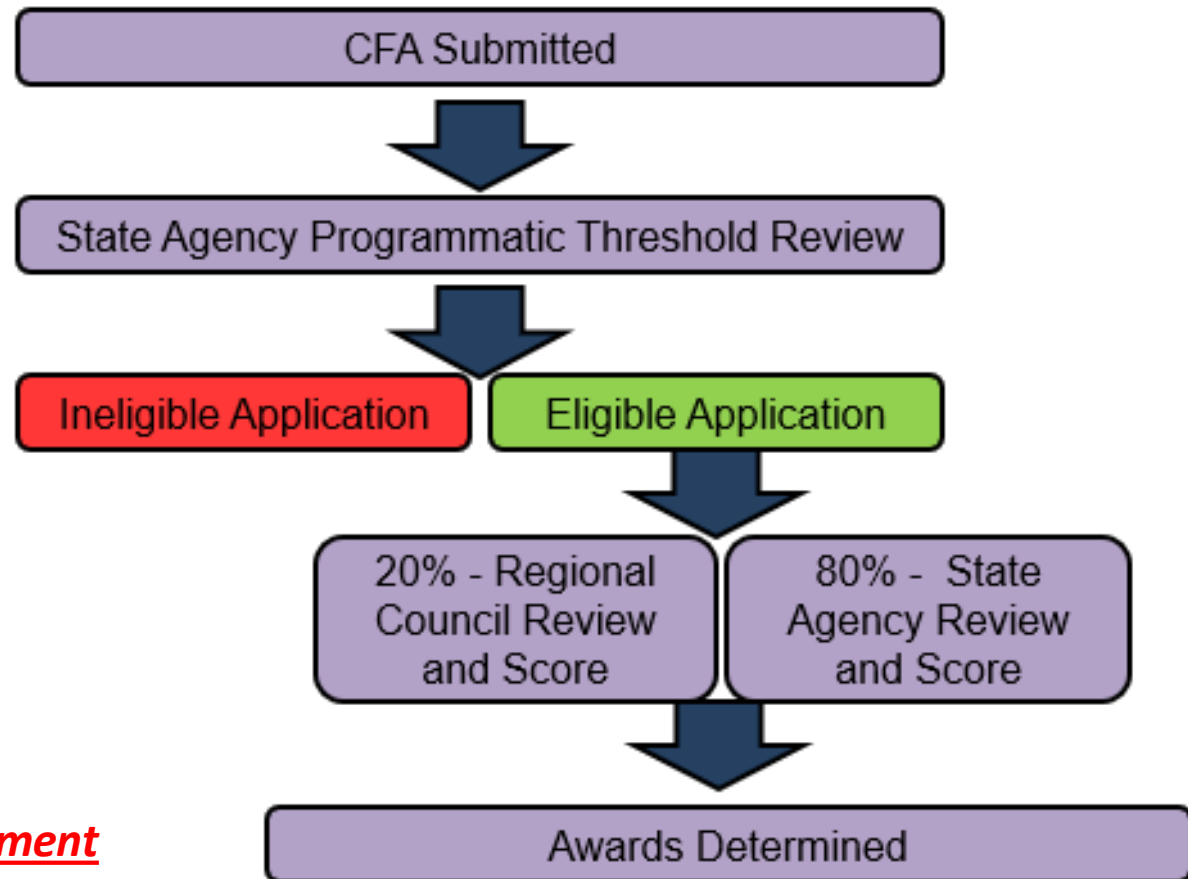 CFA Submitted
State Agency Programmatic Threshold Review
Ineligible Application
Eligible Application
20% - Regional
Council Review
and Score
80% - State
Agency Review
and Score
ment
Awards Determined